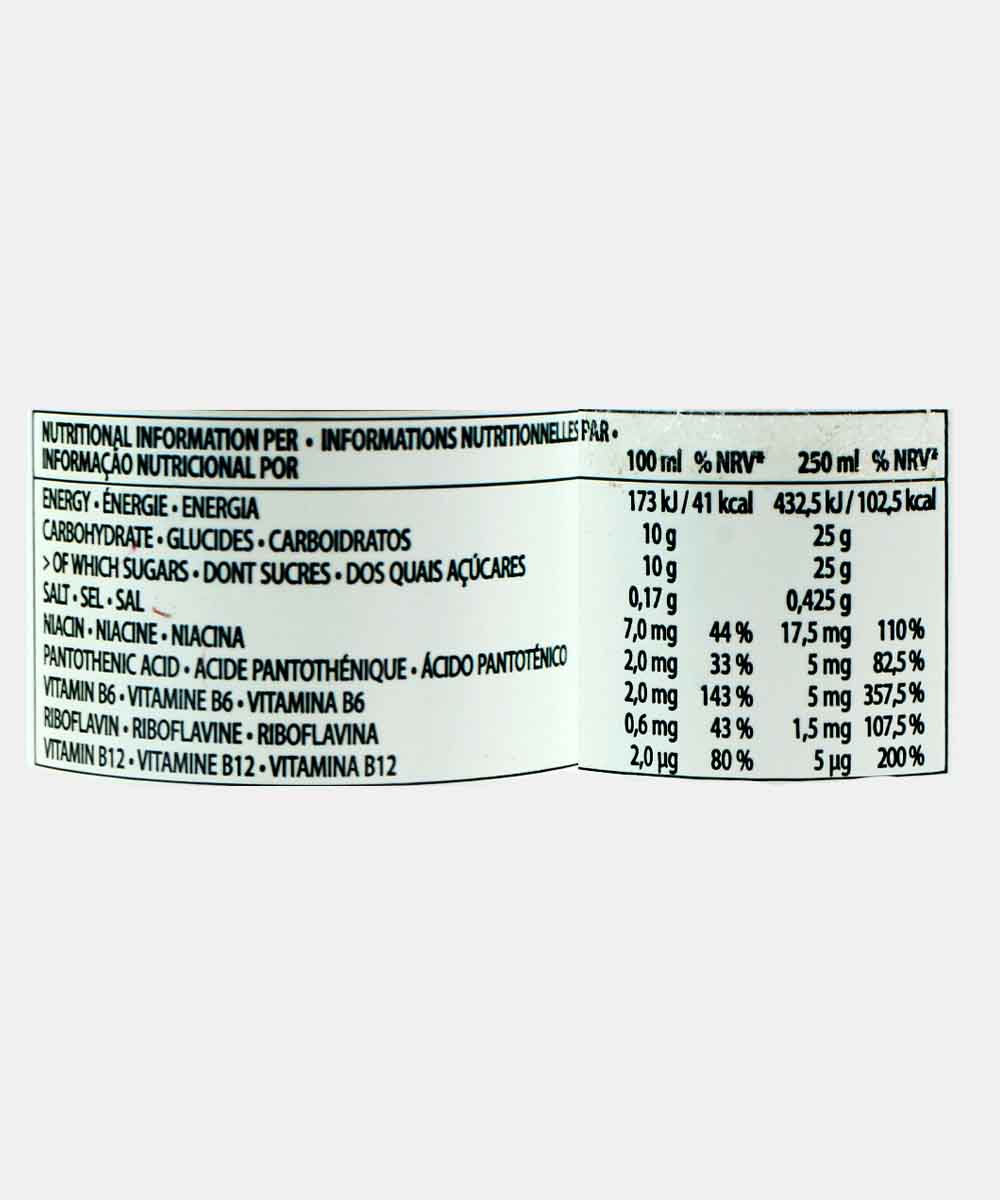 NUTRITIONAL INFORMATION PER • INFORMATIONS NUTRITIONNELLES PAR •
INFORMAÇÃO NUTRICIONAL POR 100 ml % NRV* 250 ml % NRV*
ENERGY • ÉNERGIE • ENERGIA 173 kJ / 41 kcal 432,5 kJ / 102,5 kcal
CARBOHYDRATE • GLUCIDES • CARBOIDRATOS 10 g 25 g
> OF WHICH SUGARS • DONT SUCRES • DOS QUAIS AÇÚCARES 10 g 25 g
SALT • SEL • SAL 0,17 g 0,425 g
NIACIN • NIACINE • NIACINA 7,0 mg 44 % 17,5 mg 110 %
PANTOTHENIC ACID • ACIDE PANTOTHÉNIQUE • ÁCIDO PANTOTÉNICO 2,0 mg 33 % 5 mg 82,5 %
VITAMIN B6 • VITAMINE B6 • VITAMINA B6 2,0 mg 143 % 5 mg 357,5 %
RIBOFLAVIN • RIBOFLAVINE • RIBOFLAVINA 0,6 mg 43 % 1,5 mg 107,5 %
VITAMIN B12 • VITAMINE B12 • VITAMINA B12 2,0 µg 80 % 5 µg 200 %